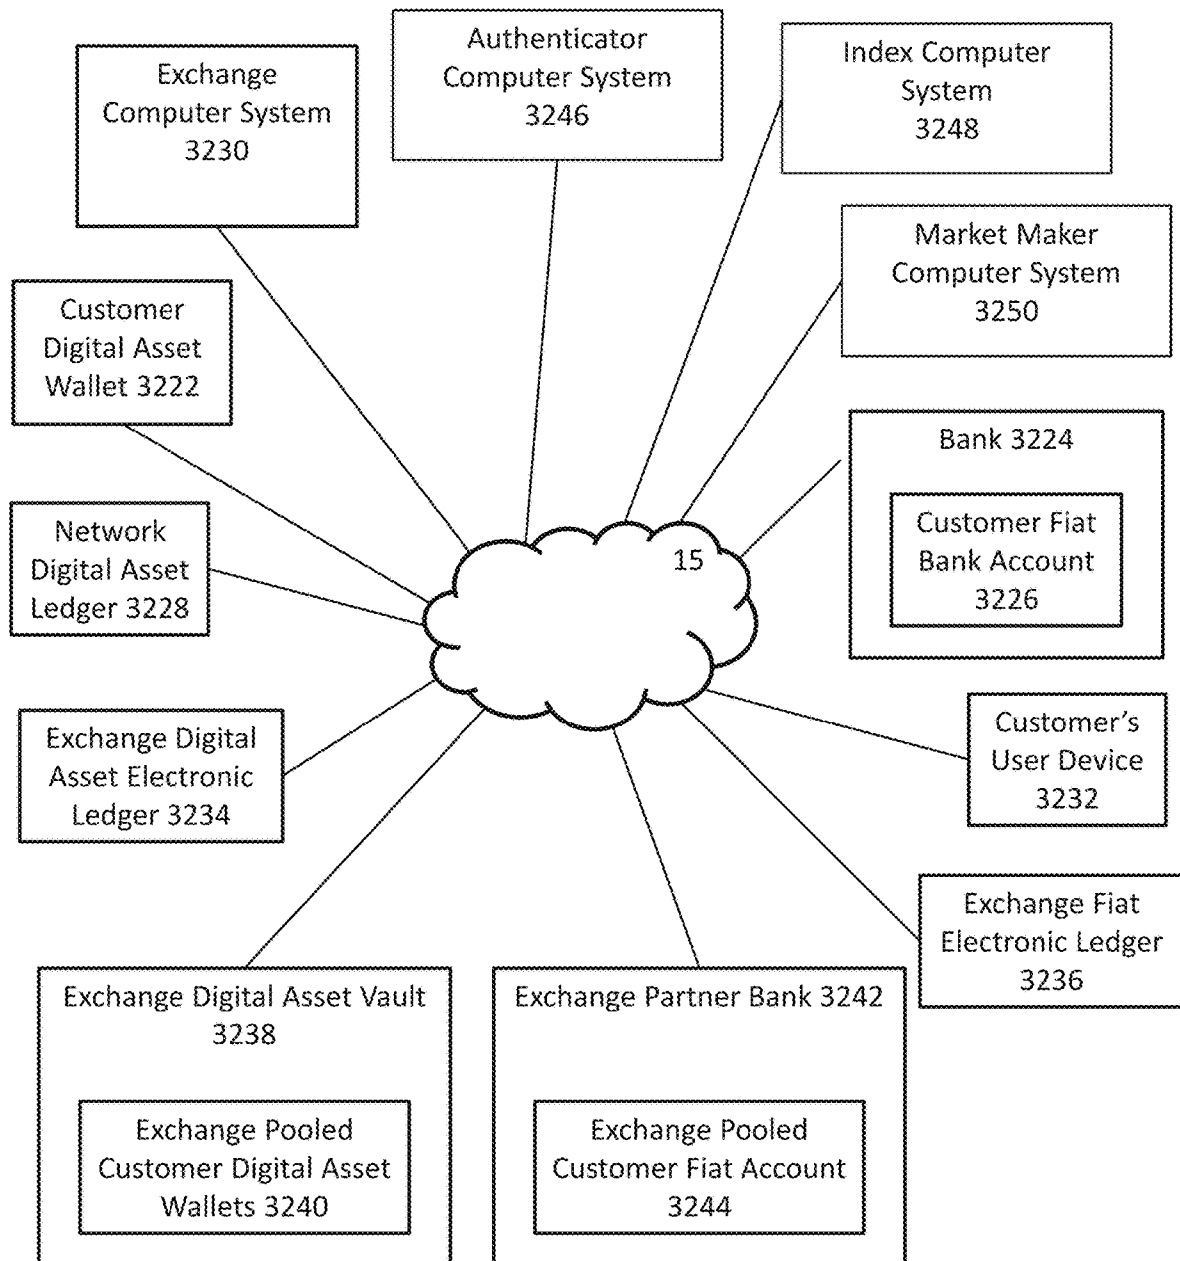 Authenticator
Computer System
3246
Exchange
Computer System
3230
Index Computer
System
3248
Market Maker
Computer System
3250
Customer
Digital Asset
Wallet 3222
Bank 3224
Customer Fiat
Bank Account
3226
Network
Digital Asset
Ledger 3228
15
Exchange Digital
Asset Electronic
Ledger 3234
Customer’s
User Device
3232
Exchange Fiat
Electronic Ledger
3236
Exchange Digital Asset Vault
3238
Exchange Pooled
Customer Digital Asset
Wallets 3240
Exchange Partner Bank 3242
Exchange Pooled
Customer Fiat Account
3244